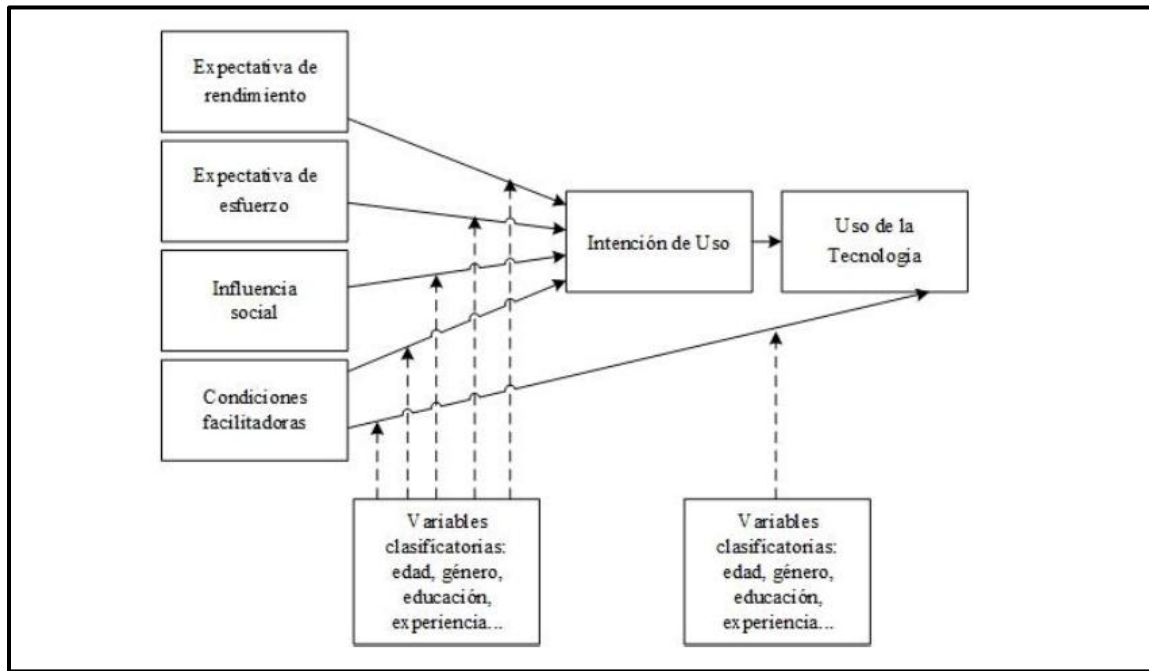 Expectativa de
rendimiento
Expectativa de
esfuerzo
Influencia
social
Condiciones
facilitadoras
Intención de Uso
Uso de la
Tecnología
Variables
clasificatorias:
edad, género,
educación,
experiencia...
Variables
clasificatorias:
edad, género,
educación,
experiencia...